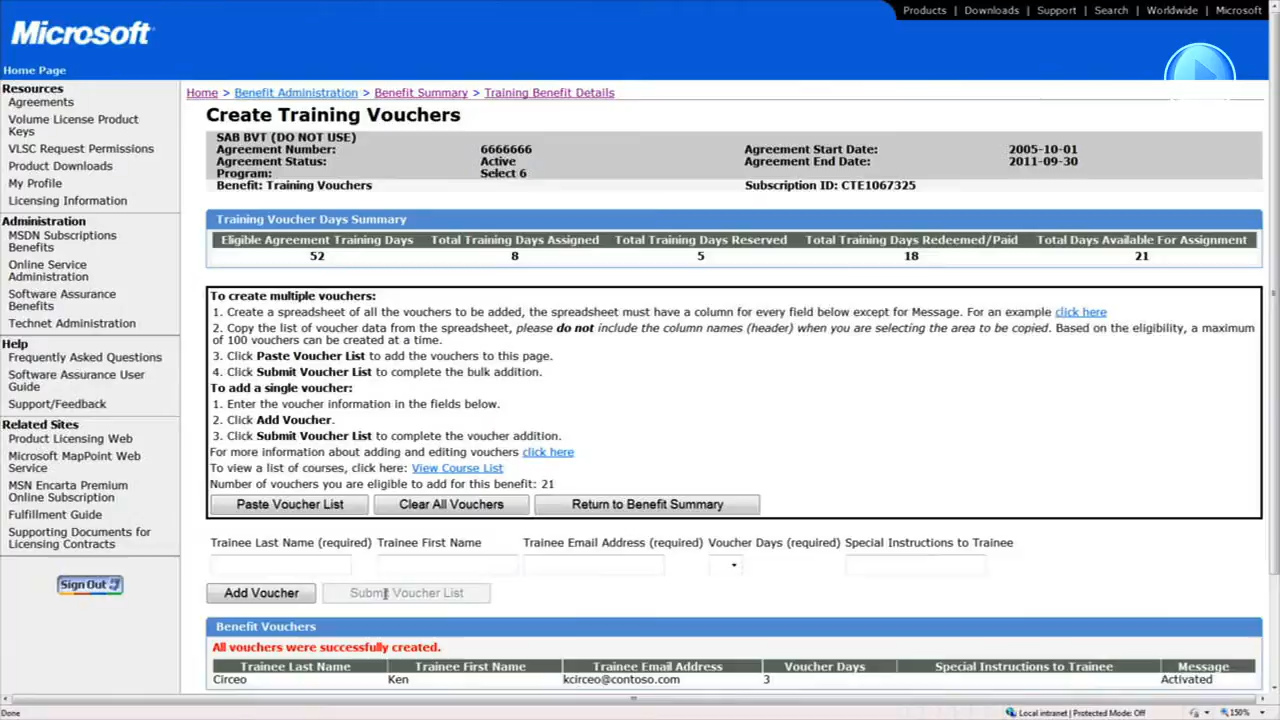 Products | Downloads | Support | Search | Worldwide | Microsoft
Microsoft
Home Page
Resources
Agreements
Volume License Product
Keys
VLSC Request Permissions
Product Downloads
My Profile
Licensing Information
Administration
MSDN Subscriptions
Benefits
Online Service
Administration
Software Assurance
Benefits
Technet Administration
Help
Frequently Asked Questions
Software Assurance User
Guide
Support/Feedback
Related Sites
Product Licensing Web
Microsoft MapPoint Web
Service
MSN Encarta Premium
Online Subscription
Fulfillment Guide
Supporting Documents for
Licensing Contracts
Sign Out
Home > Benefit Administration > Benefit Summary > Training Benefit Details
Create Training Vouchers
SAB BVT (DO NOT USE)
Agreement Number: 6666666 Agreement Start Date: 2005-10-01
Agreement Status: Active Agreement End Date: 2011-09-30
Program: Select 6
Benefit: Training Vouchers Subscription ID: CTE1067325
Training Voucher Days Summary
Eligible Agreement Training Days Total Training Days Assigned Total Training Days Reserved Total Training Days Redeemed/Paid Total Days Available For Assignment
52 8 5 18 21
To create multiple vouchers:
1. Create a spreadsheet of all the vouchers to be added, the spreadsheet must have a column for every field below except for Message. For an example click here
2. Copy the list of voucher data from the spreadsheet, please do not include the column names (header) when you are selecting the area to be copied. Based on the eligibility, a maximum
of 100 vouchers can be created at a time.
3. Click Paste Voucher List to add the vouchers to this page.
4. Click Submit Voucher List to complete the bulk addition.
To add a single voucher:
1. Enter the voucher information in the fields below.
2. Click Add Voucher.
3. Click Submit Voucher List to complete the voucher addition.
For more information about adding and editing vouchers click here
To view a list of courses, click here: View Course List
Number of vouchers you are eligible to add for this benefit: 21
Paste Voucher List Clear All Vouchers Return to Benefit Summary
Trainee Last Name (required) Trainee First Name Trainee Email Address (required) Voucher Days (required) Special Instructions to Trainee
Add Voucher Submit Voucher List
Benefit Vouchers
All vouchers were successfully created.
Trainee Last Name Trainee First Name Trainee Email Address Voucher Days Special Instructions to Trainee Message
Circeo Ken kcirceo@contoso.com 3 Activated
Done Local intranet | Protected Mode: Off 150%